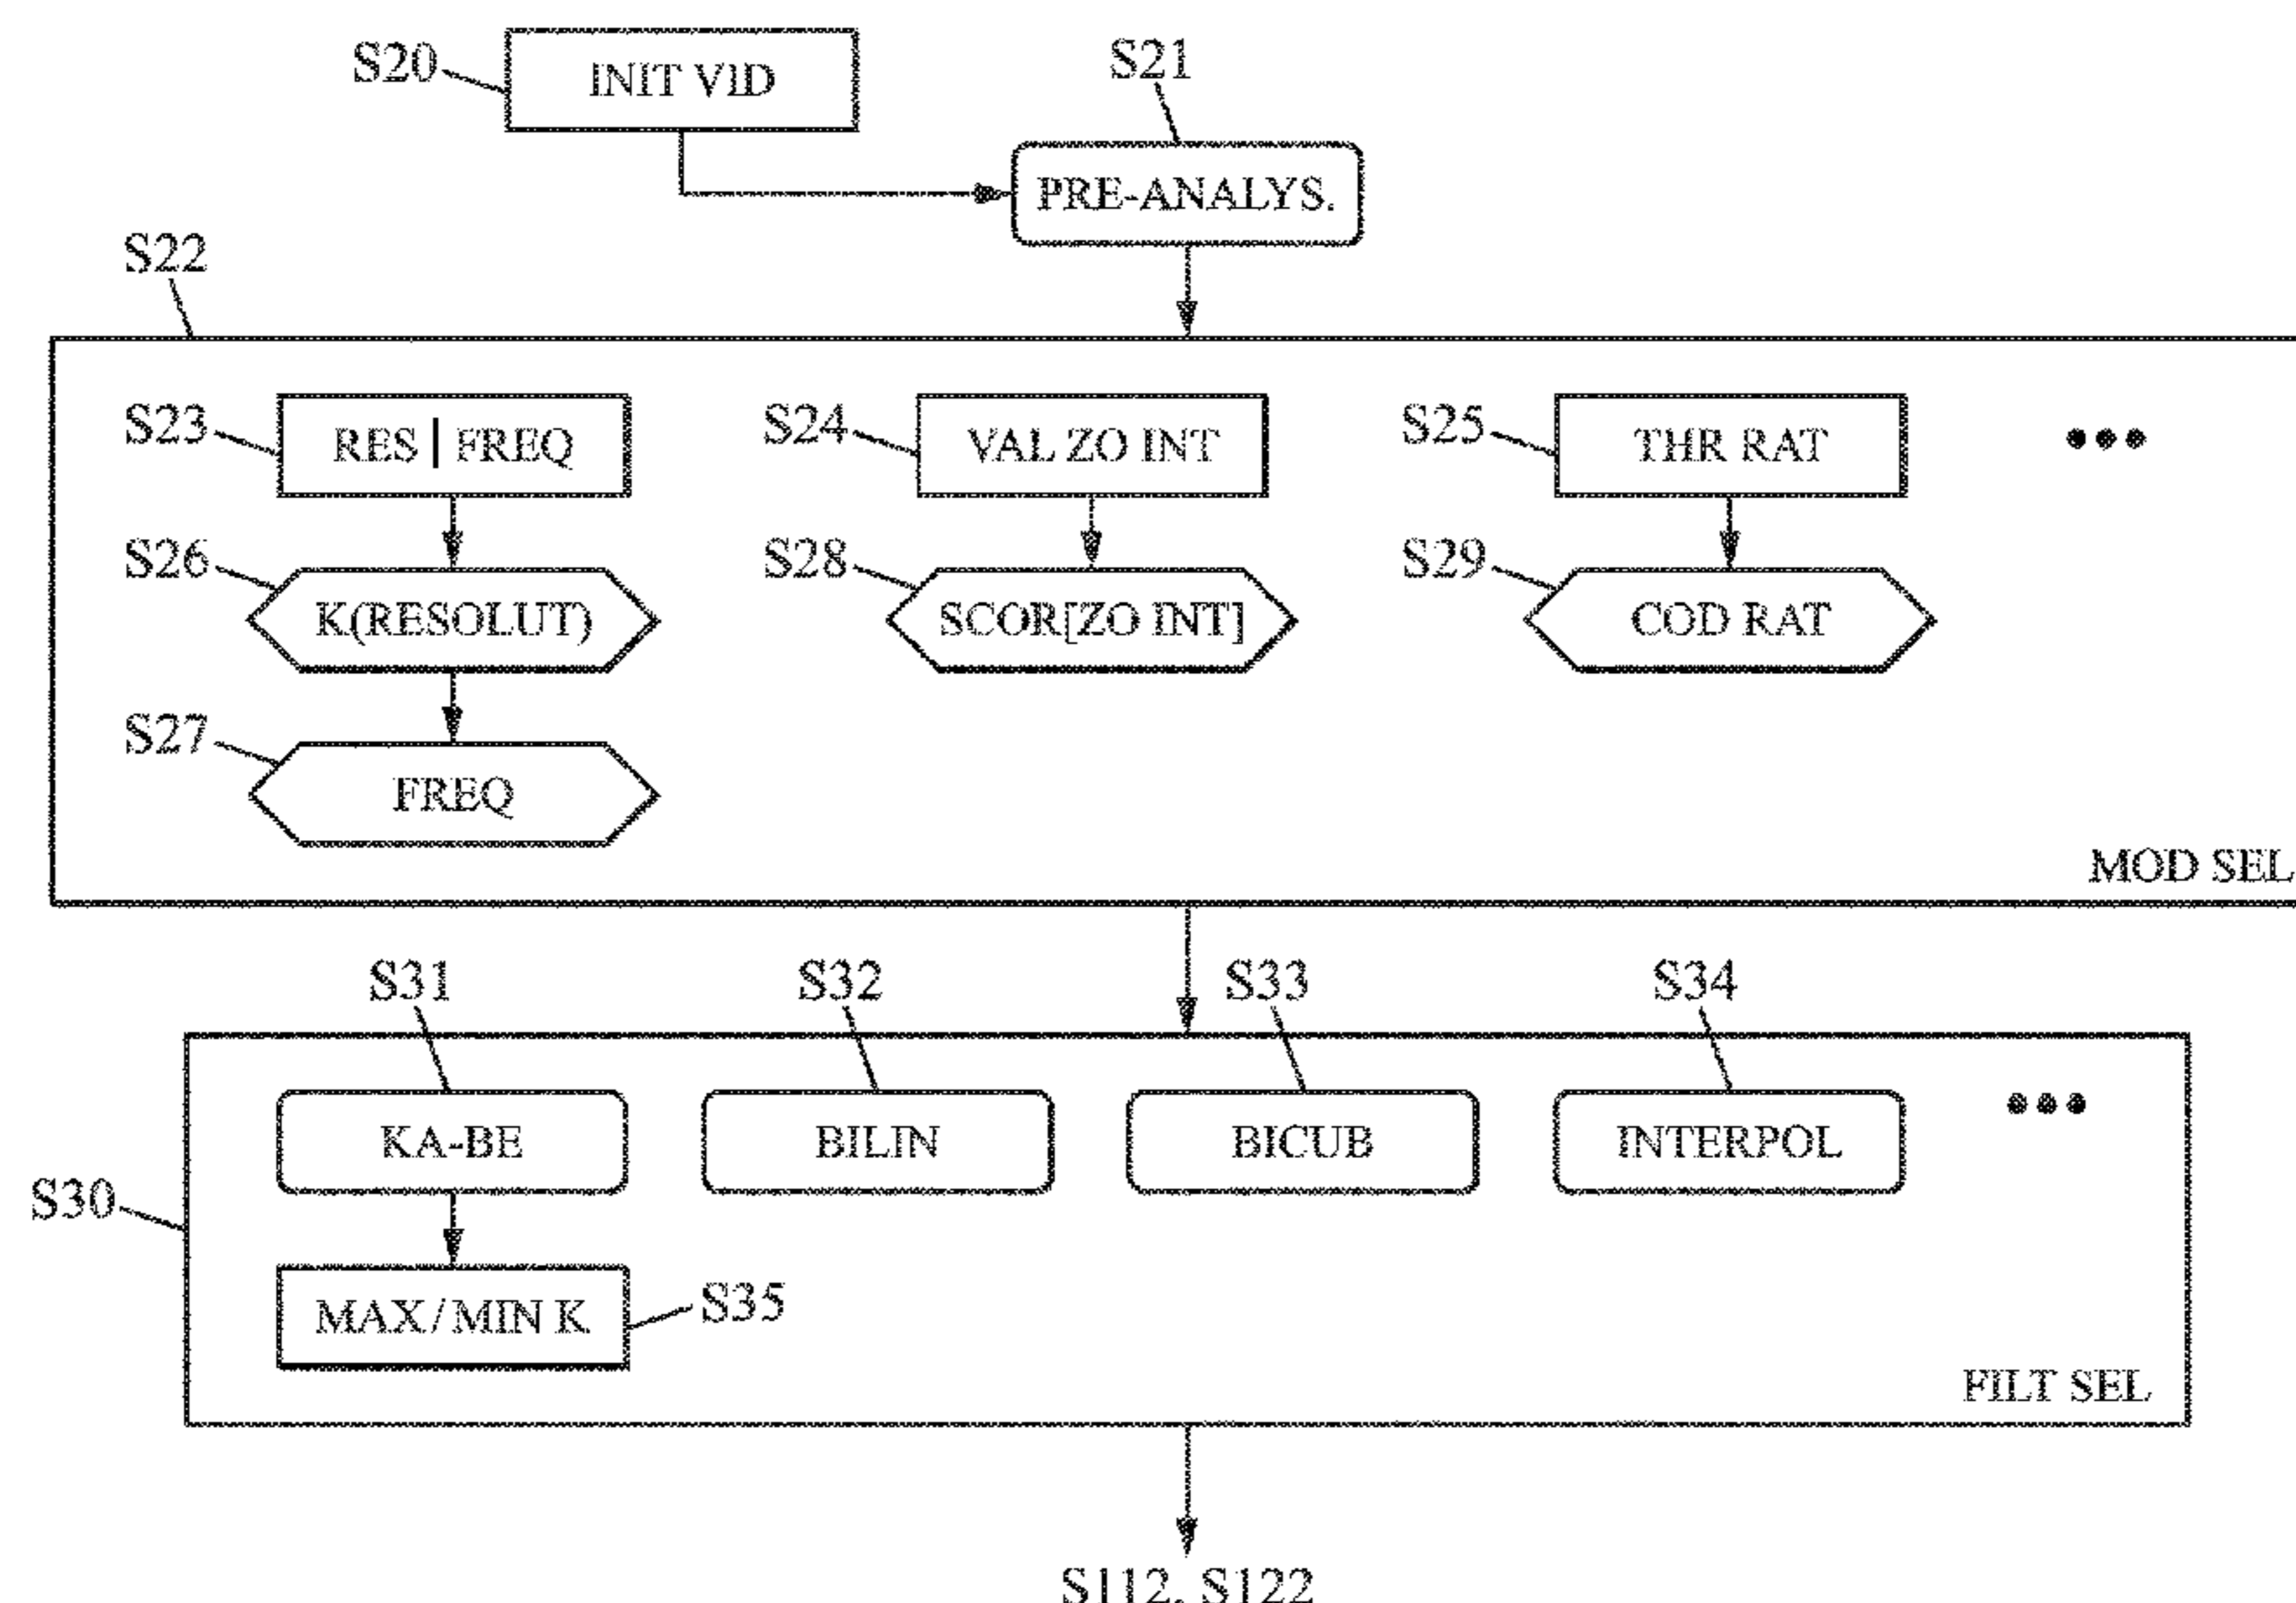 S20
INIT VID
S21
PRE-ANALYS.
S22
S23
RES | FREQ
S24
VAL ZO INT
S25
THR RAT
•••
S26
K(RESOLUT)
S28
SCOR[ZO INT]
S29
COD RAT
S27
FREQ
MOD SEL
S31
S32
S33
S34
KA-BE
BILIN
BICUB
INTERPOL
•••
S30
MAX / MIN K
S35
FILT SEL
S112, S122